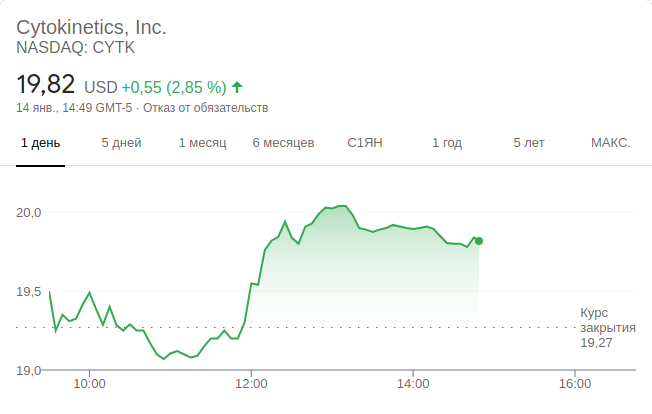 Cytokinetics, Inc.
NASDAQ: CYTK
19,82 USD +0,55 (2,85 %)
14 янв., 14:49 GMT-5 · Отказ от обязательств
1 день 5 дней 1 месяц 6 месяцев С1ЯН 1 год 5 лет МАКС.
20,0
19,5
Курс
закрытия
19,27
19,0
10:00 12:00 14:00 16:00